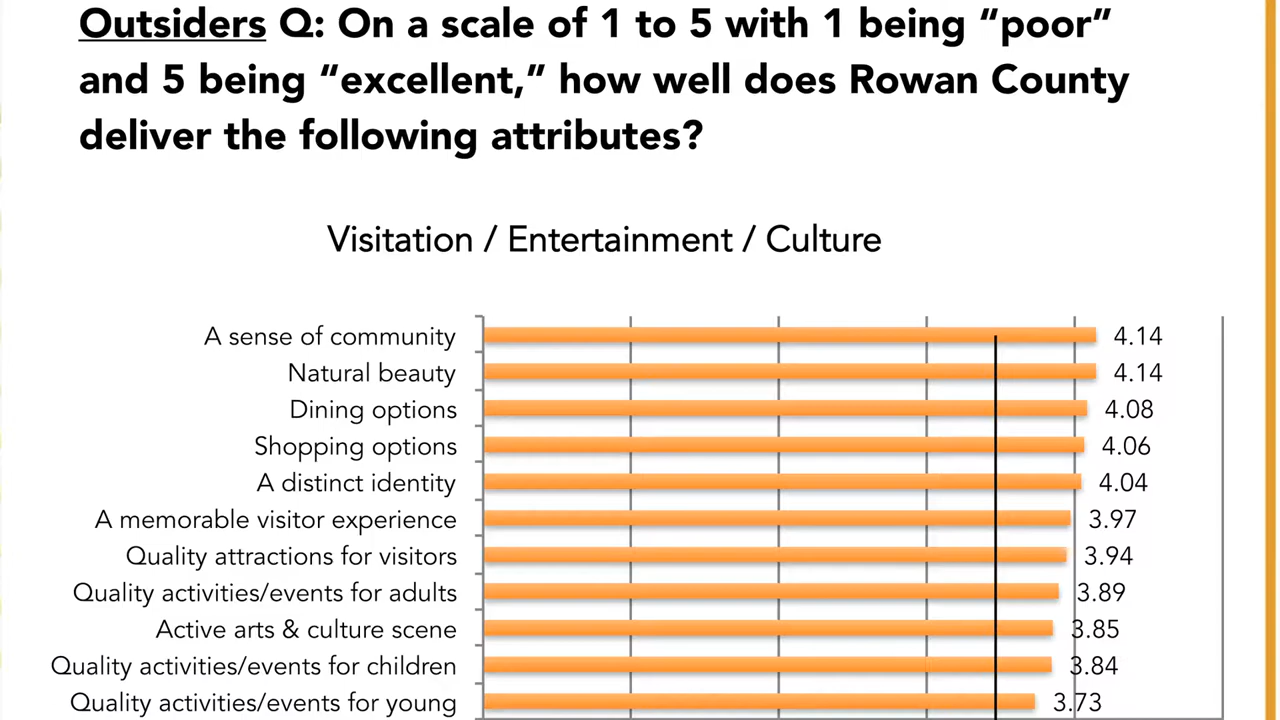 Outsiders Q: On a scale of 1 to 5 with 1 being “poor”
and 5 being “excellent,” how well does Rowan County
deliver the following attributes?
Visitation / Entertainment / Culture
A sense of community 4.14
Natural beauty 4.14
Dining options 4.08
Shopping options 4.06
A distinct identity 4.04
A memorable visitor experience 3.97
Quality attractions for visitors 3.94
Quality activities/events for adults 3.89
Active arts & culture scene 3.85
Quality activities/events for children 3.84
Quality activities/events for young 3.73